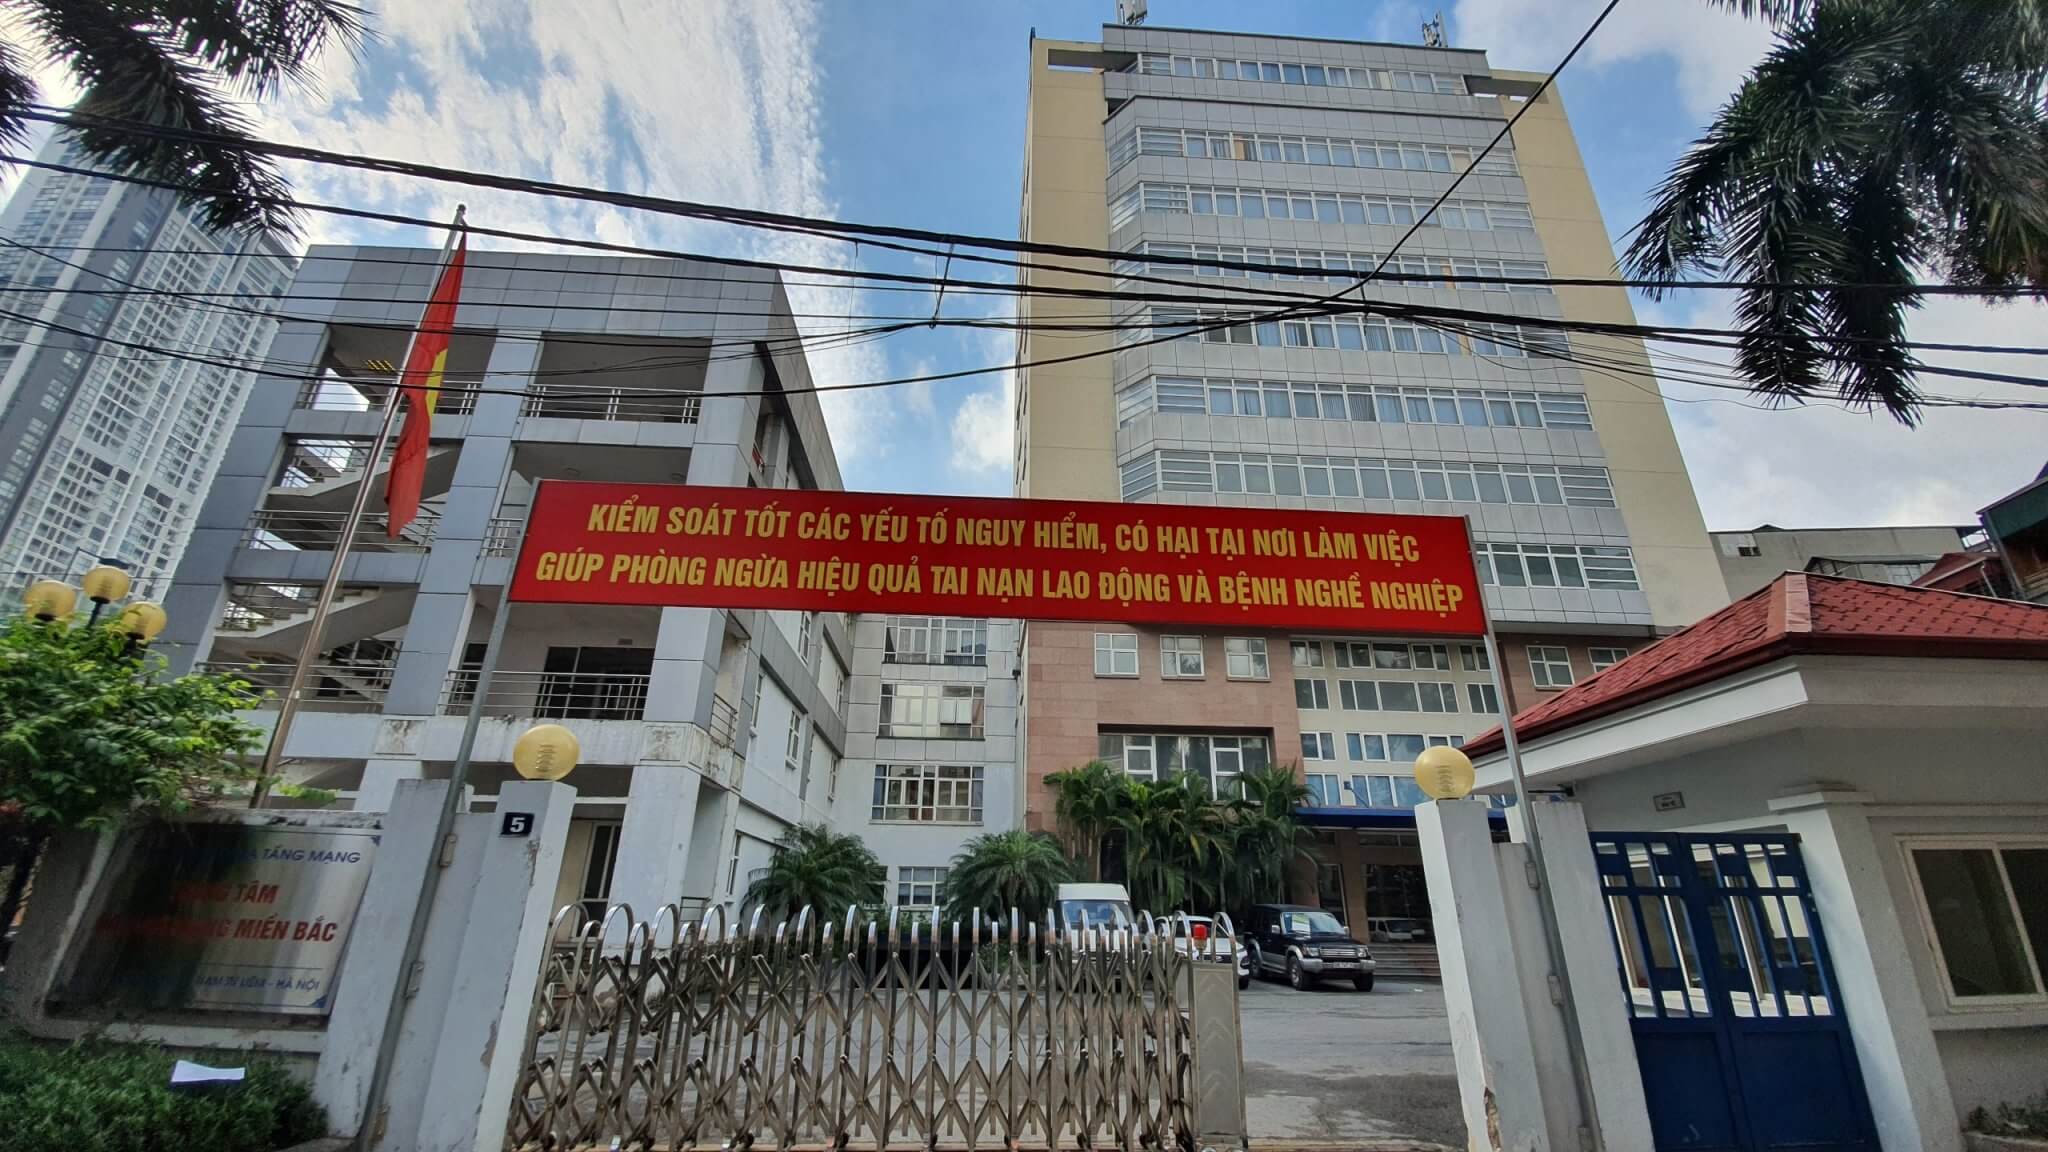 KIỂM SOÁT TỐT CÁC YẾU TỐ NGUY HIỂM, CÓ HẠI TẠI NƠI LÀM VIỆC
GIÚP PHÒNG NGỪA HIỆU QUẢ TAI NẠN LAO ĐỘNG VÀ BỆNH NGHỀ NGHIỆP
5
TẦNG MẠNG
TÂM
MIỀN BẮC
NAM TỪ LIÊM - HÀ NỘI